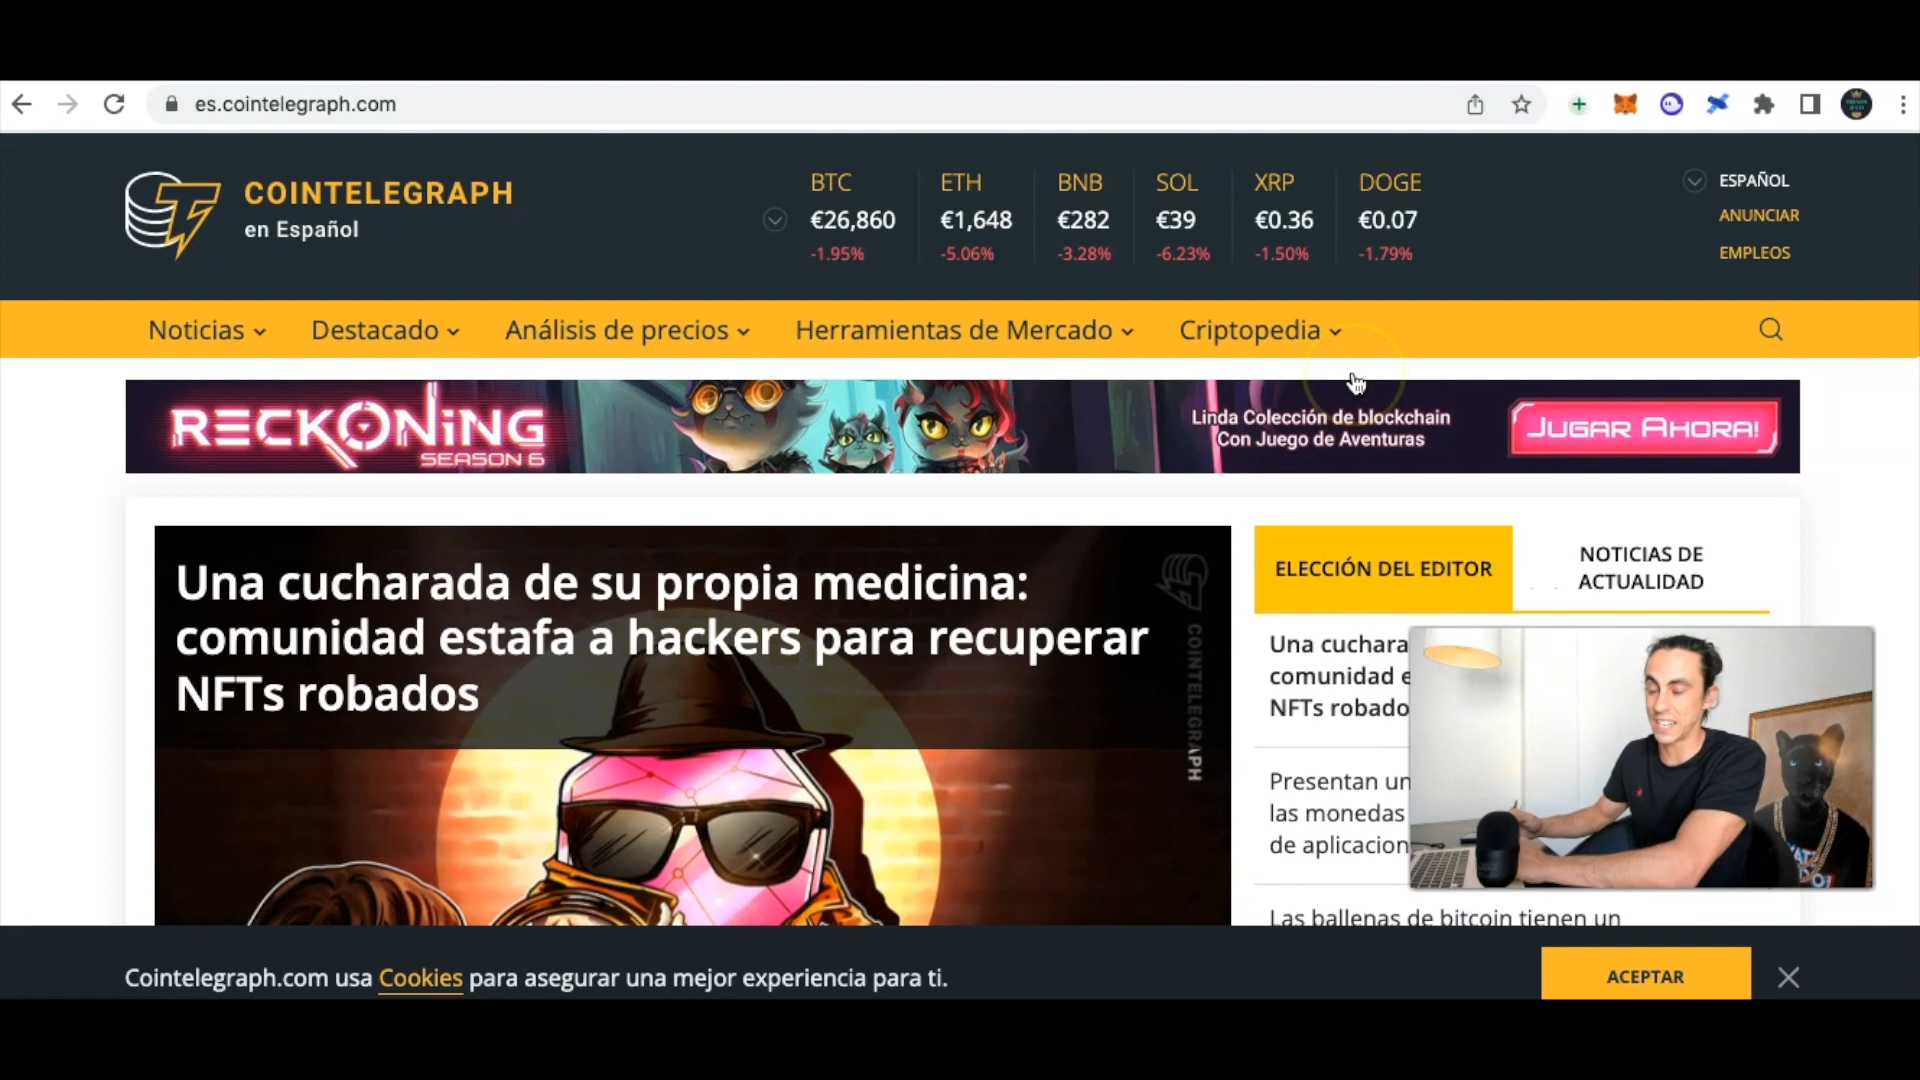 es.cointelegraph.com
COINTELEGRAPH
en Español
BTC
€26,860
-1.95%
ETH
€1,648
-5.06%
BNB
€282
-3.28%
SOL
€39
-6.23%
XRP
€0.36
-1.50%
DOGE
€0.07
-1.79%
ESPAÑOL
ANUNCIAR
EMPLEOS
Noticias
Destacado
Análisis de precios
Herramientas de Mercado
Criptopedia
RECKONING
SEASON 6
Linda Colección de blockchain
Con Juego de Aventuras
JUGAR AHORA!
Una cucharada de su propia medicina:
comunidad estafa a hackers para recuperar
NFTs robados
COINTELEGRAPH
ELECCIÓN DEL EDITOR
NOTICIAS DE
ACTUALIDAD
Una cuchara
comunidad e
NFTs robado
Presentan un
las monedas
de aplicacion
Las ballenas de bitcoin tienen un
Cointelegraph.com usa Cookies para asegurar una mejor experiencia para ti.
ACEPTAR